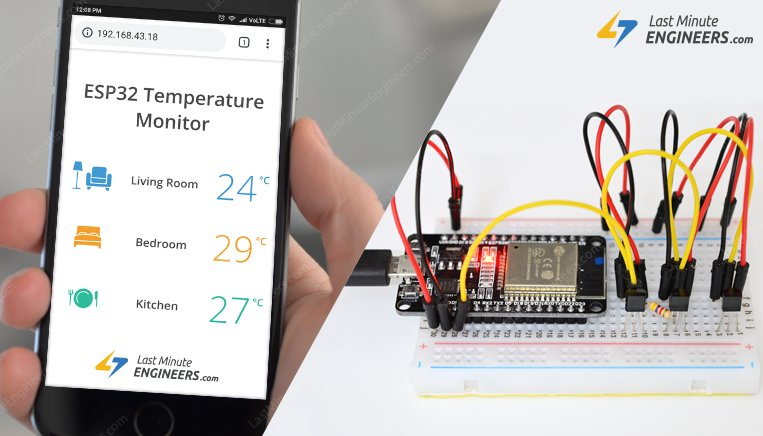 12:08 PM
VoLTE
192.168.43.18
1
ESP32 Temperature
Monitor
Living Room
24°C
Bedroom
29°C
Kitchen
27°C
Last Minute
ENGINEERS.com
Last Minute
ENGINEERS.com